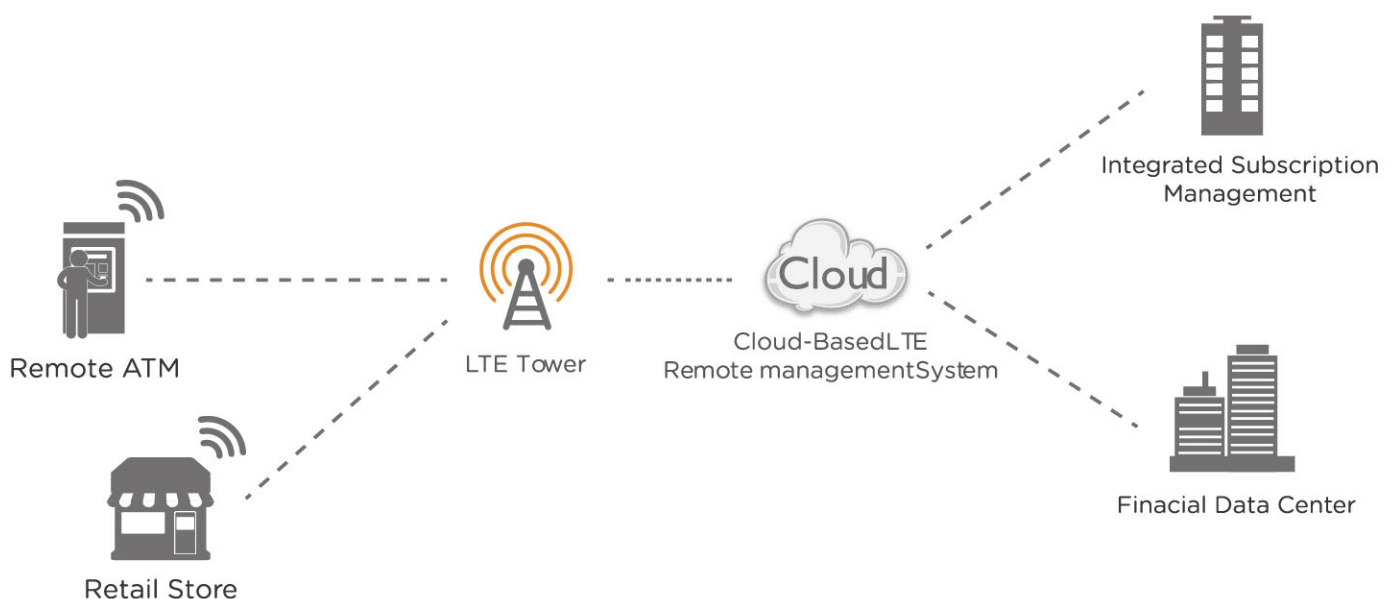 Integrated Subscription
Management
Remote ATM
LTE Tower
Cloud
Cloud-BasedLTE
Remote managementSystem
Finacial Data Center
Retail Store